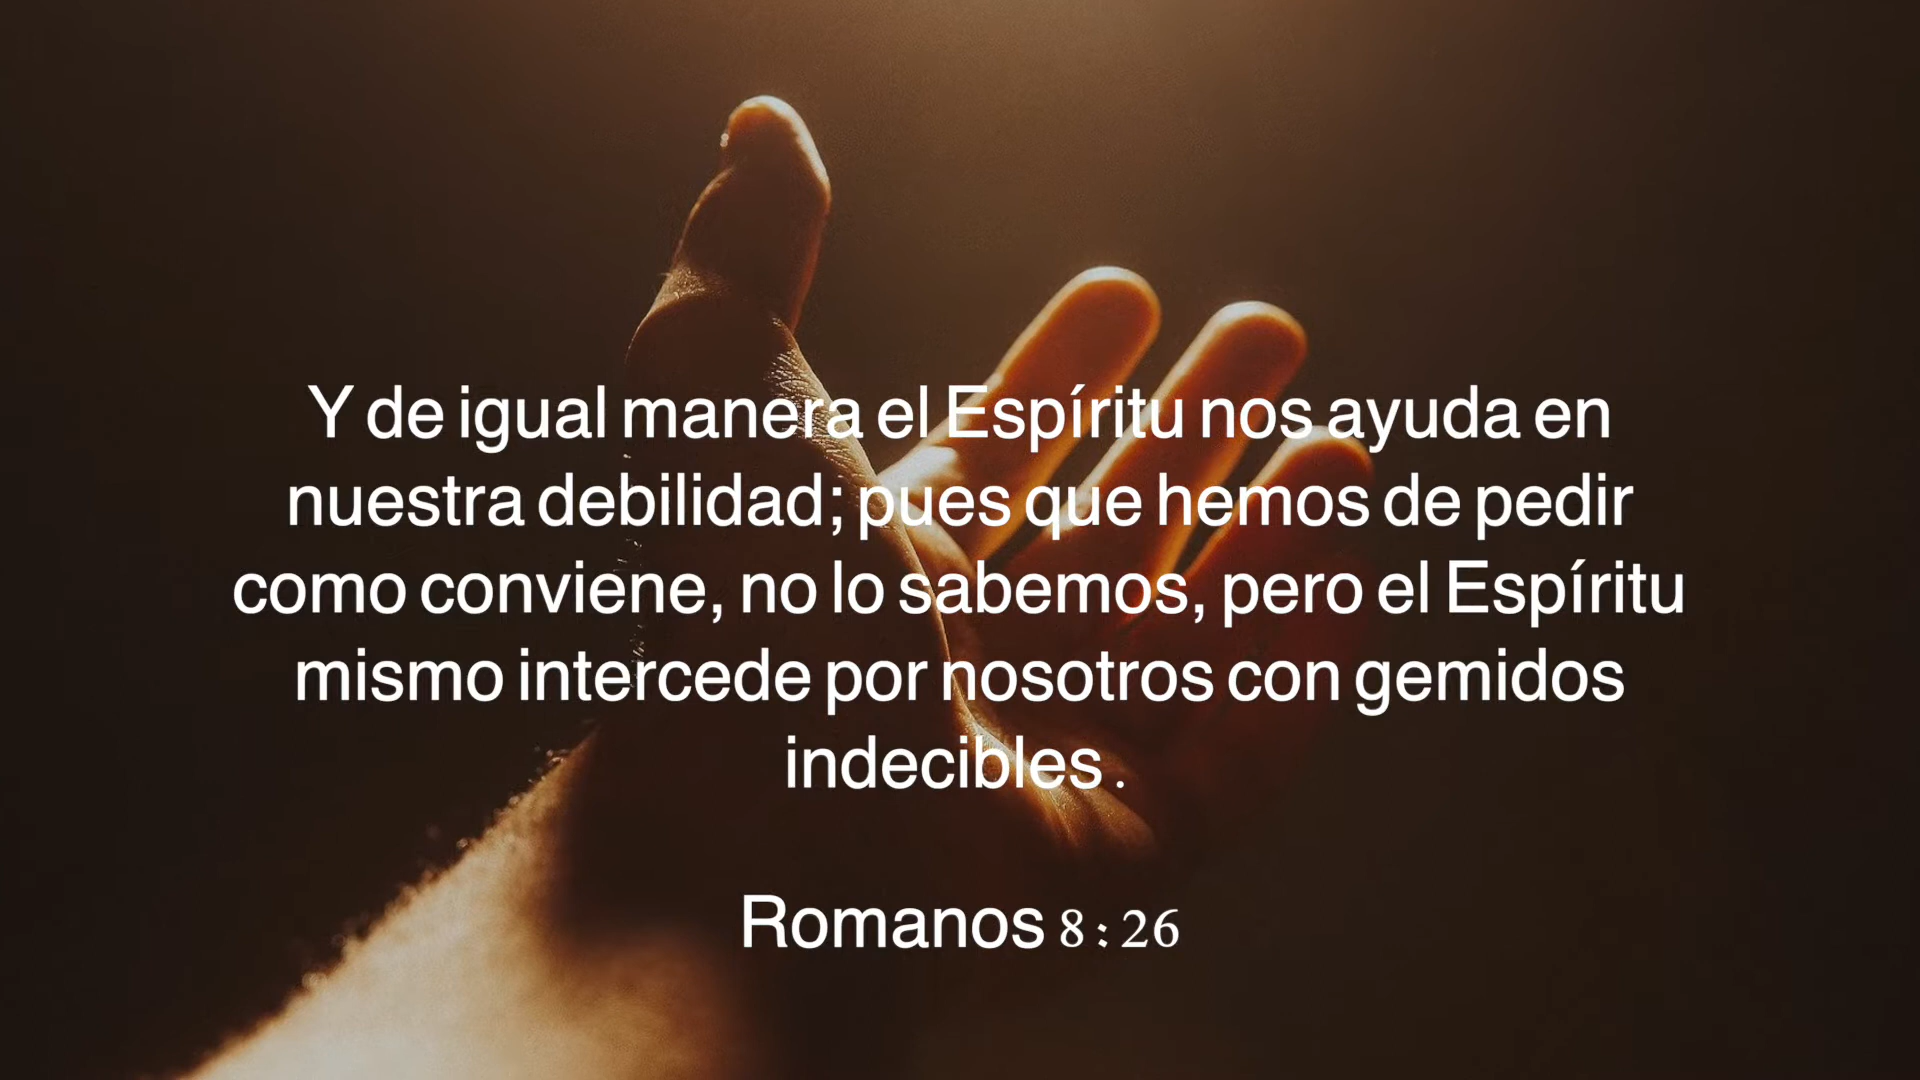 Y de igual manera el Espíritu nos ayuda en
nuestra debilidad; pues que hemos de pedir
como conviene, no lo sabemos, pero el Espíritu
mismo intercede por nosotros con gemidos
indecibles .
Romanos 8:26